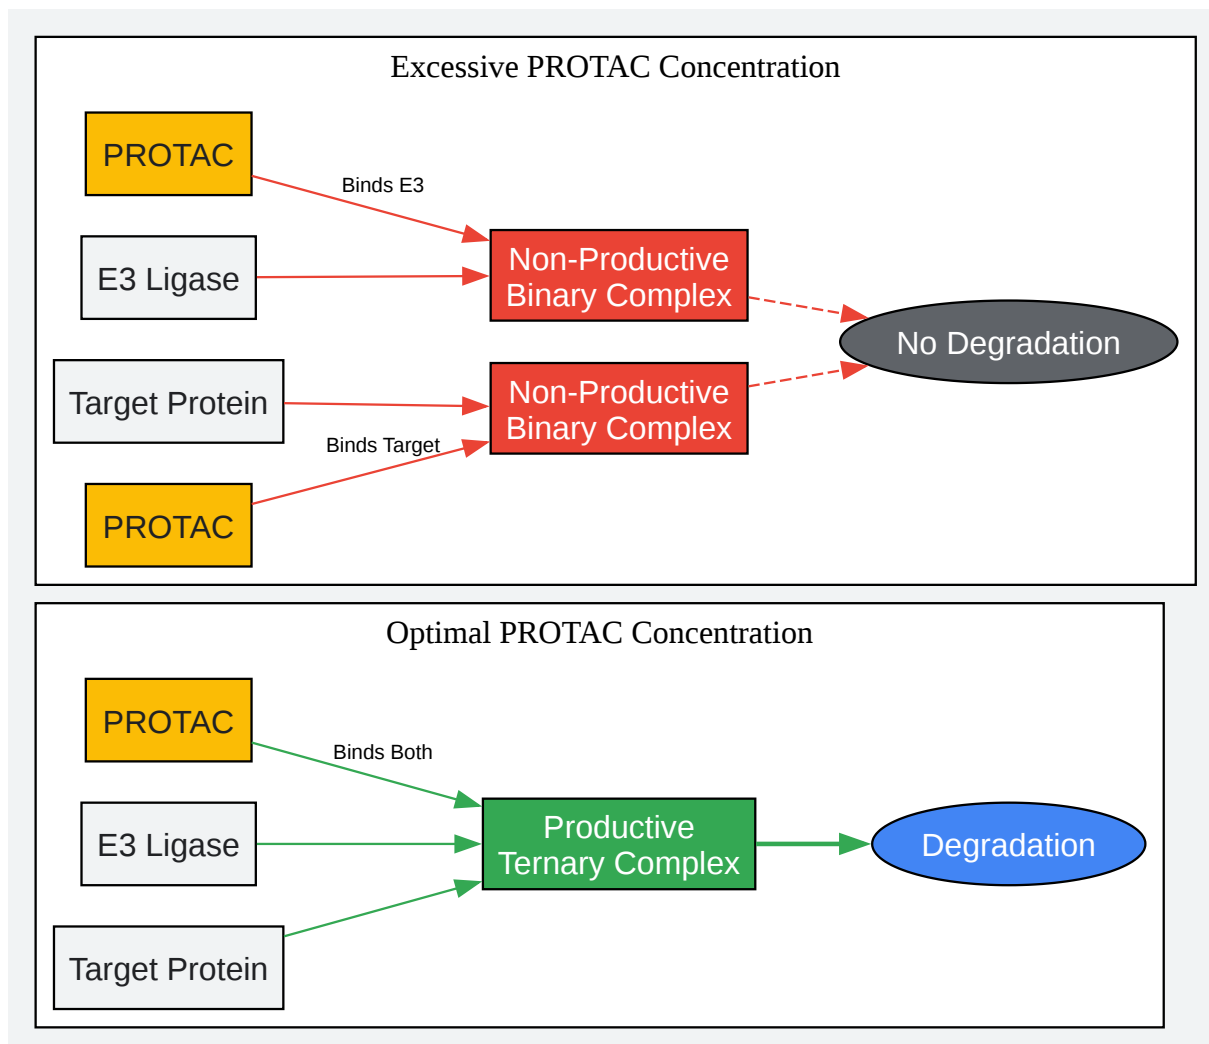 Excessive PROTAC Concentration
PROTAC
Binds E3
E3 Ligase
Non-Productive
Binary Complex
No Degradation
Target Protein
Non-Productive
Binary Complex
Binds Target
PROTAC
Optimal PROTAC Concentration
PROTAC
Binds Both
E3 Ligase
Productive
Ternary Complex
Degradation
Target Protein